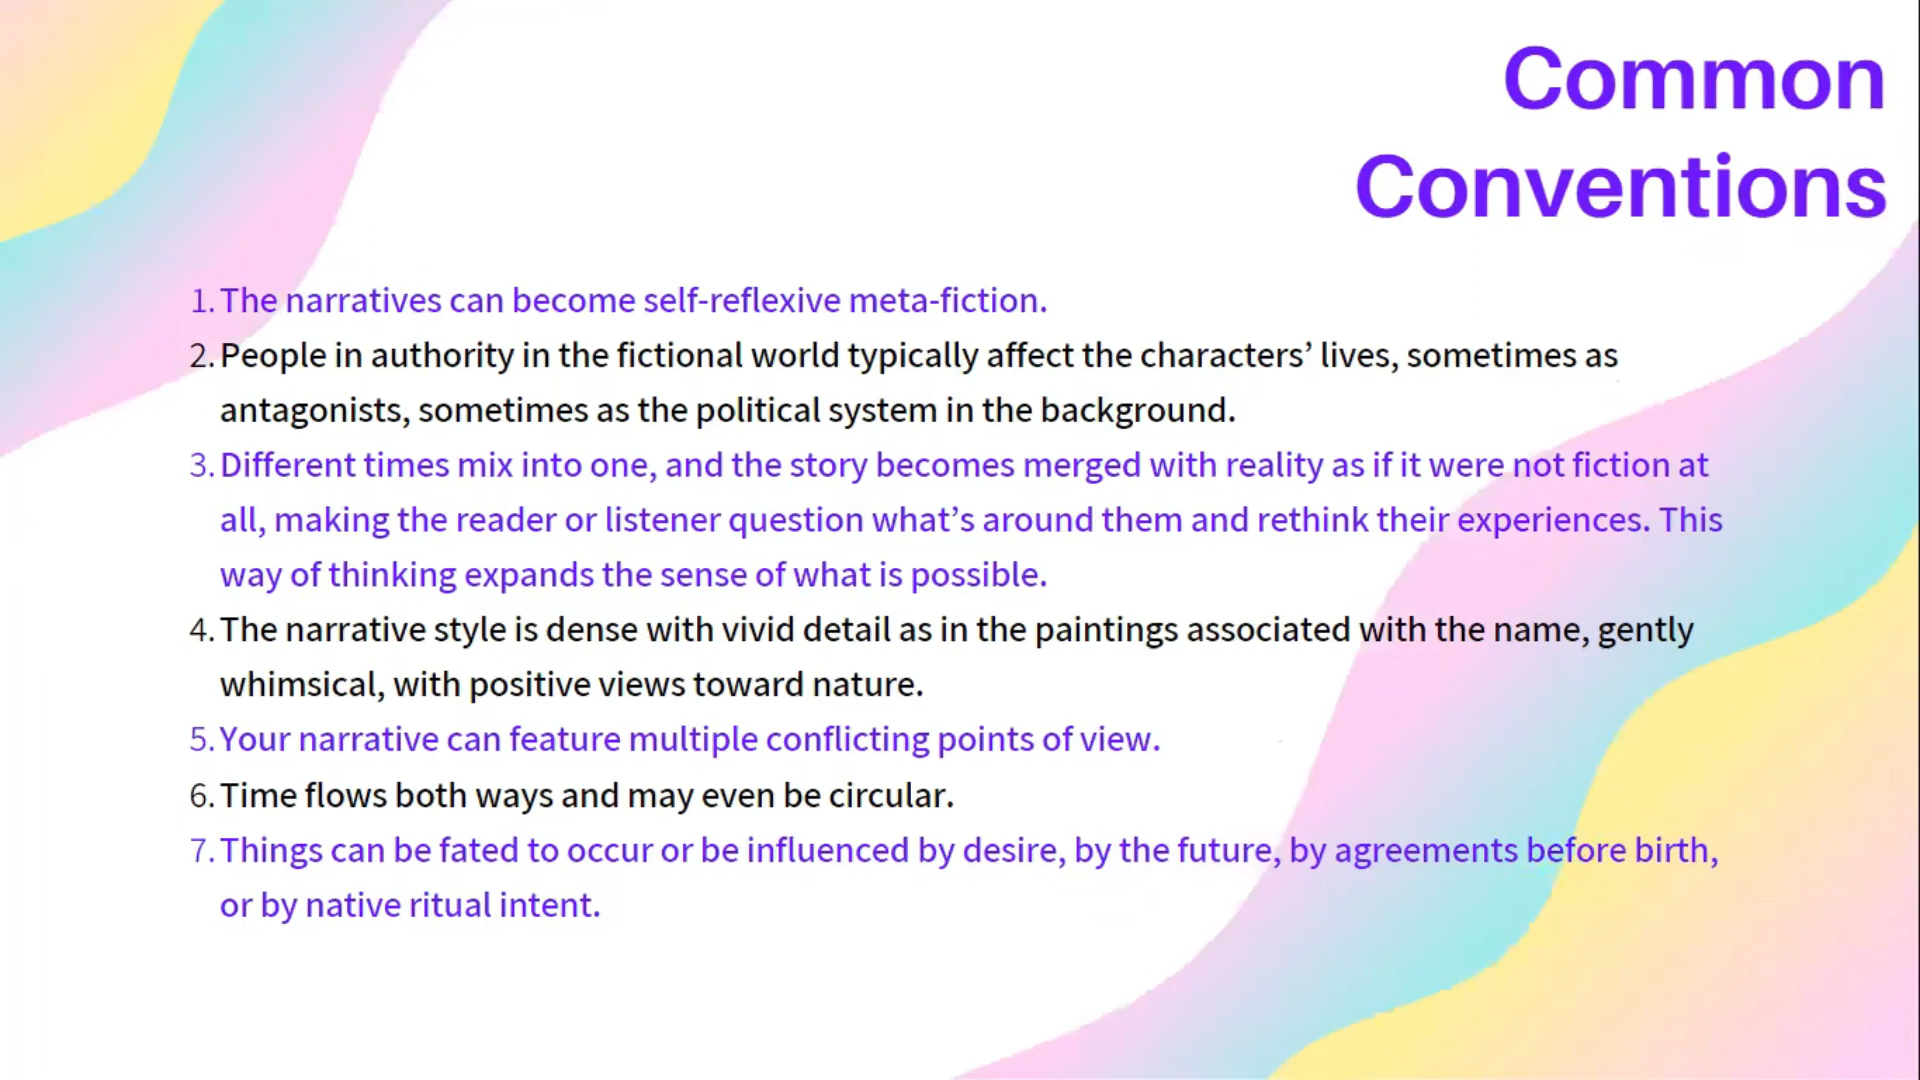 Common
Conventions
1. The narratives can become self-reflexive meta-fiction.
2. People in authority in the fictional world typically affect the characters’ lives, sometimes as
antagonists, sometimes as the political system in the background.
3. Different times mix into one, and the story becomes merged with reality as if it were not fiction at
all, making the reader or listener question what’s around them and rethink their experiences. This
way of thinking expands the sense of what is possible.
4. The narrative style is dense with vivid detail as in the paintings associated with the name, gently
whimsical, with positive views toward nature.
5. Your narrative can feature multiple conflicting points of view.
6. Time flows both ways and may even be circular.
7. Things can be fated to occur or be influenced by desire, by the future, by agreements before birth,
or by native ritual intent.